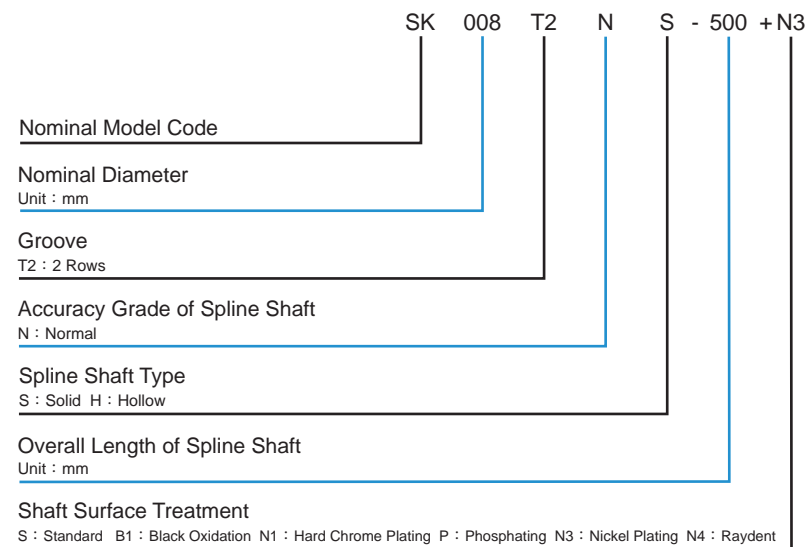 SK 008 T2 N S - 500 + N3
Nominal Model Code
Nominal Diameter
Unit：mm
Groove
T2：2 Rows
Accuracy Grade of Spline Shaft
N：Normal
Spline Shaft Type
S：Solid H：Hollow
Overall Length of Spline Shaft
Unit：mm
Shaft Surface Treatment
S：Standard B1：Black Oxidation N1：Hard Chrome Plating P：Phosphating N3：Nickel Plating N4：Raydent